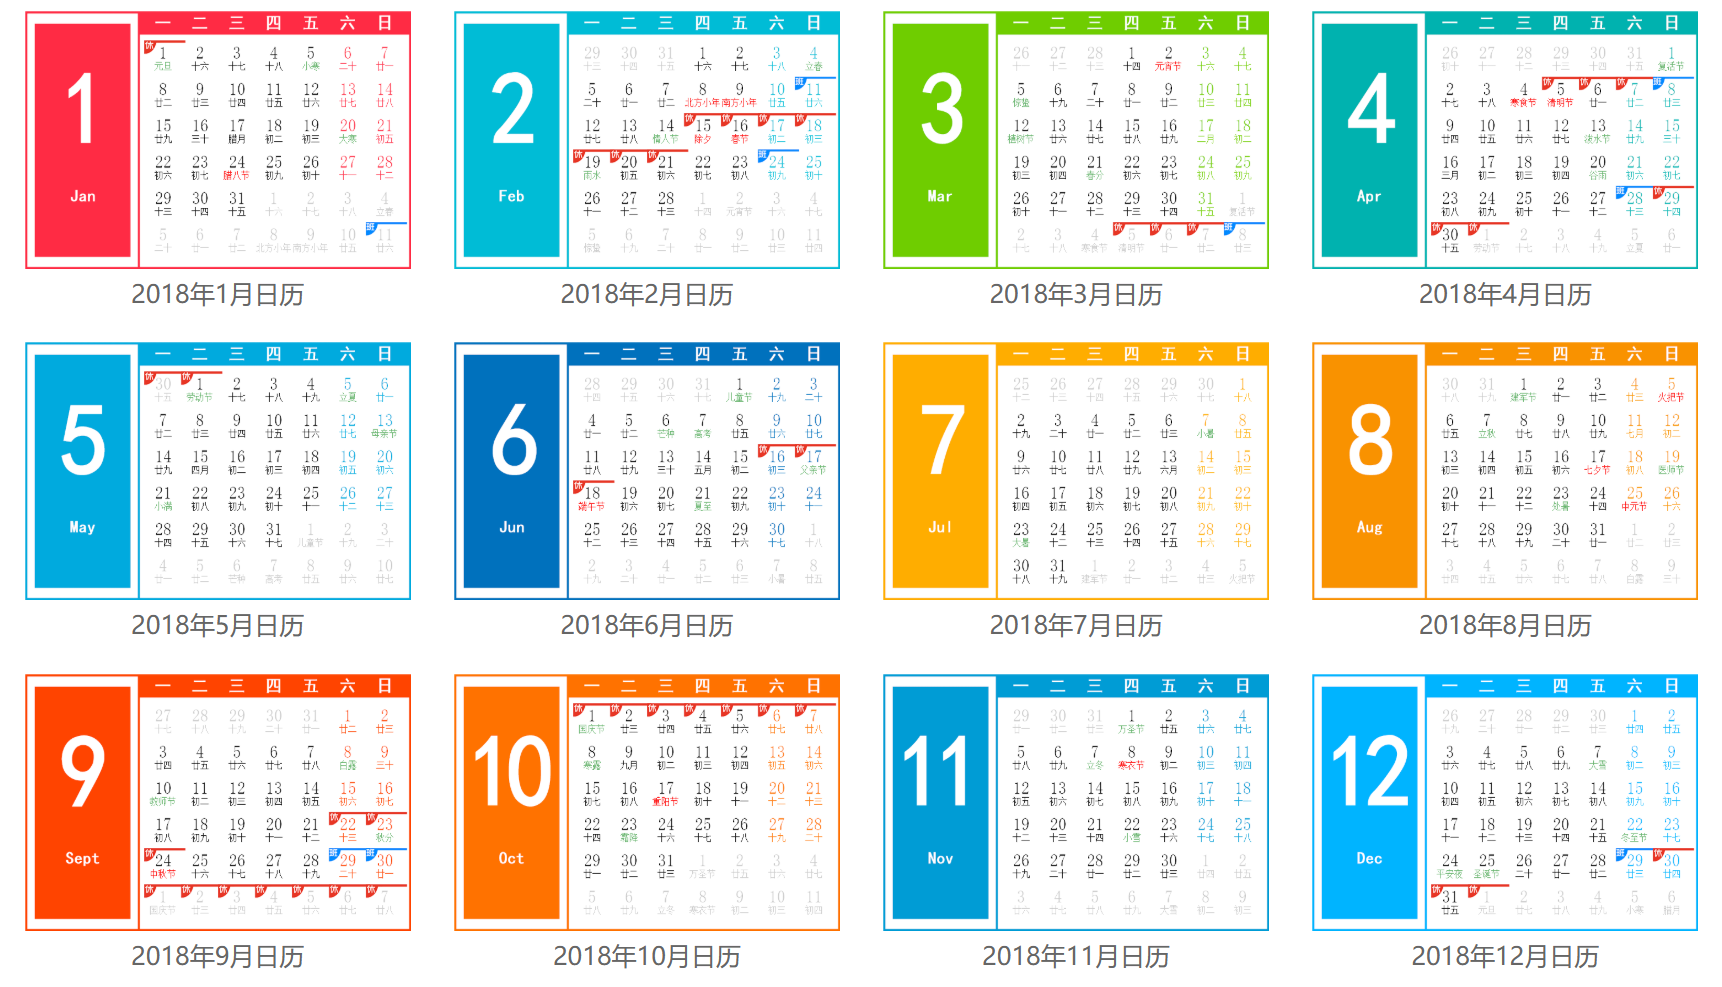 一 二 三 四 五 六 日
1
Jan
休
1 2 3 4 5 6 7
元旦 十六 十七 十八 小寒 二十 廿一
8 9 10 11 12 13 14
廿二 廿三 廿四 廿五 廿六 廿七 廿八
15 16 17 18 19 20 21
廿九 三十 腊月 初二 初三 大寒 初五
22 23 24 25 26 27 28
初六 初七 腊八节 初九 初十 十一 十二
29 30 31 1 2 3 4
十三 十四 十五 十六 十七 十八 立春
班
5 6 7 8 9 10 11
二十 廿一 廿二 北方小年 南方小年 廿五 廿六
2018年1月日历
一 二 三 四 五 六 日
2
Feb
29 30 31 1 2 3 4
十三 十四 十五 十六 十七 十八 立春
班
5 6 7 8 9 10 11
二十 廿一 廿二 北方小年 南方小年 廿五 廿六
休 休 休 休
12 13 14 15 16 17 18
廿七 廿八 情人节 除夕 春节 初二 初三
休 休 休 班
19 20 21 22 23 24 25
雨水 初五 初六 初七 初八 初九 初十
26 27 28 1 2 3 4
十一 十二 十三 十四 元宵节 十六 十七
5 6 7 8 9 10 11
惊蛰 十九 二十 廿一 廿二 廿三 廿四
2018年2月日历
一 二 三 四 五 六 日
3
Mar
26 27 28 1 2 3 4
十一 十二 十三 十四 元宵节 十六 十七
5 6 7 8 9 10 11
惊蛰 十九 二十 廿一 廿二 廿三 廿四
12 13 14 15 16 17 18
植树节 廿六 廿七 廿八 廿九 二月 初二
19 20 21 22 23 24 25
初三 初四 春分 初六 初七 初八 初九
26 27 28 29 30 31 1
初十 十一 十二 十三 十四 十五 复活节
休 休 休 班
2 3 4 5 6 7 8
十七 十八 寒食节 清明节 廿一 廿二 廿三
2018年3月日历
一 二 三 四 五 六 日
4
Apr
26 27 28 29 30 31 1
初十 十一 十二 十三 十四 十五 复活节
休 休 休 班
2 3 4 5 6 7 8
十七 十八 寒食节 清明节 廿一 廿二 廿三
9 10 11 12 13 14 15
廿四 廿五 廿六 廿七 泼水节 廿九 三十
16 17 18 19 20 21 22
三月 初二 初三 初四 谷雨 初六 初七
班 休
23 24 25 26 27 28 29
初八 初九 初十 十一 十二 十三 十四
休 休
30 1 2 3 4 5 6
十五 劳动节 十七 十八 十九 立夏 廿一
2018年4月日历
一 二 三 四 五 六 日
5
May
休 休
30 1 2 3 4 5 6
十五 劳动节 十七 十八 十九 立夏 廿一
7 8 9 10 11 12 13
廿二 廿三 廿四 廿五 廿六 廿七 母亲节
14 15 16 17 18 19 20
廿九 四月 初二 初三 初四 初五 初六
21 22 23 24 25 26 27
小满 初八 初九 初十 十一 十二 十三
28 29 30 31 1 2 3
十四 十五 十六 十七 儿童节 十九 二十
4 5 6 7 8 9 10
廿一 廿二 芒种 高考 廿五 廿六 廿七
2018年5月日历
一 二 三 四 五 六 日
6
Jun
28 29 30 31 1 2 3
十四 十五 十六 十七 儿童节 十九 二十
4 5 6 7 8 9 10
廿一 廿二 芒种 高考 廿五 廿六 廿七
休 休
11 12 13 14 15 16 17
廿八 廿九 三十 五月 初二 初三 父亲节
休
18 19 20 21 22 23 24
端午节 初六 初七 夏至 初九 初十 十一
25 26 27 28 29 30 1
十二 十三 十四 十五 十六 十七 十八
2 3 4 5 6 7 8
十九 二十 廿一 廿二 廿三 小暑 廿五
2018年6月日历
一 二 三 四 五 六 日
7
Jul
25 26 27 28 29 30 1
十二 十三 十四 十五 十六 十七 十八
2 3 4 5 6 7 8
十九 二十 廿一 廿二 廿三 小暑 廿五
9 10 11 12 13 14 15
廿六 廿七 廿八 廿九 六月 初二 初三
16 17 18 19 20 21 22
初四 初五 初六 初七 初八 初九 初十
23 24 25 26 27 28 29
大暑 十二 十三 十四 十五 十六 十七
30 31 1 2 3 4 5
十八 十九 建军节 廿一 廿二 廿三 火把节
2018年7月日历
一 二 三 四 五 六 日
8
Aug
30 31 1 2 3 4 5
十八 十九 建军节 廿一 廿二 廿三 火把节
6 7 8 9 10 11 12
廿五 立秋 廿七 廿八 廿九 七月 初二
13 14 15 16 17 18 19
初三 初四 初五 初六 七夕节 初八 医师节
20 21 22 23 24 25 26
初十 十一 十二 处暑 十四 中元节 十六
27 28 29 30 31 1 2
十七 十八 十九 二十 廿一 廿二 廿三
3 4 5 6 7 8 9
廿四 廿五 廿六 廿七 廿八 白露 三十
2018年8月日历
一 二 三 四 五 六 日
9
Sept
27 28 29 30 31 1 2
十七 十八 十九 二十 廿一 廿二 廿三
3 4 5 6 7 8 9
廿四 廿五 廿六 廿七 廿八 白露 三十
10 11 12 13 14 15 16
教师节 初二 初三 初四 初五 初六 初七
休 休
17 18 19 20 21 22 23
初八 初九 初十 十一 十二 十三 秋分
休 班 班
24 25 26 27 28 29 30
中秋节 十六 十七 十八 十九 二十 廿一
休 休 休 休 休 休 休
1 2 3 4 5 6 7
国庆节 廿三 廿四 廿五 廿六 廿七 廿八
2018年9月日历
一 二 三 四 五 六 日
10
Oct
休 休 休 休 休 休 休
1 2 3 4 5 6 7
国庆节 廿三 廿四 廿五 廿六 廿七 廿八
8 9 10 11 12 13 14
寒露 九月 初二 初三 初四 初五 初六
15 16 17 18 19 20 21
初七 初八 重阳节 初十 十一 十二 十三
22 23 24 25 26 27 28
十四 霜降 十六 十七 十八 十九 二十
29 30 31 1 2 3 4
廿一 廿二 廿三 万圣节 廿五 廿六 廿七
5 6 7 8 9 10 11
廿八 廿九 立冬 寒衣节 初二 初三 初四
2018年10月日历
一 二 三 四 五 六 日
11
Nov
29 30 31 1 2 3 4
廿一 廿二 廿三 万圣节 廿五 廿六 廿七
5 6 7 8 9 10 11
廿八 廿九 立冬 寒衣节 初二 初三 初四
12 13 14 15 16 17 18
初五 初六 初七 初八 初九 初十 十一
19 20 21 22 23 24 25
十二 十三 十四 小雪 十六 十七 十八
26 27 28 29 30 1 2
十九 二十 廿一 廿二 廿三 廿四 廿五
3 4 5 6 7 8 9
廿六 廿七 廿八 廿九 大雪 初二 初三
2018年11月日历
一 二 三 四 五 六 日
12
Dec
26 27 28 29 30 1 2
十九 二十 廿一 廿二 廿三 廿四 廿五
3 4 5 6 7 8 9
廿六 廿七 廿八 廿九 大雪 初二 初三
10 11 12 13 14 15 16
初四 初五 初六 初七 初八 初九 初十
17 18 19 20 21 22 23
十一 十二 十三 十四 十五 冬至节 十七
班 休
24 25 26 27 28 29 30
平安夜 圣诞节 二十 廿一 廿二 廿三 廿四
休 休
31 1 2 3 4 5 6
廿五 元旦 廿七 廿八 廿九 小寒 腊月
2018年12月日历